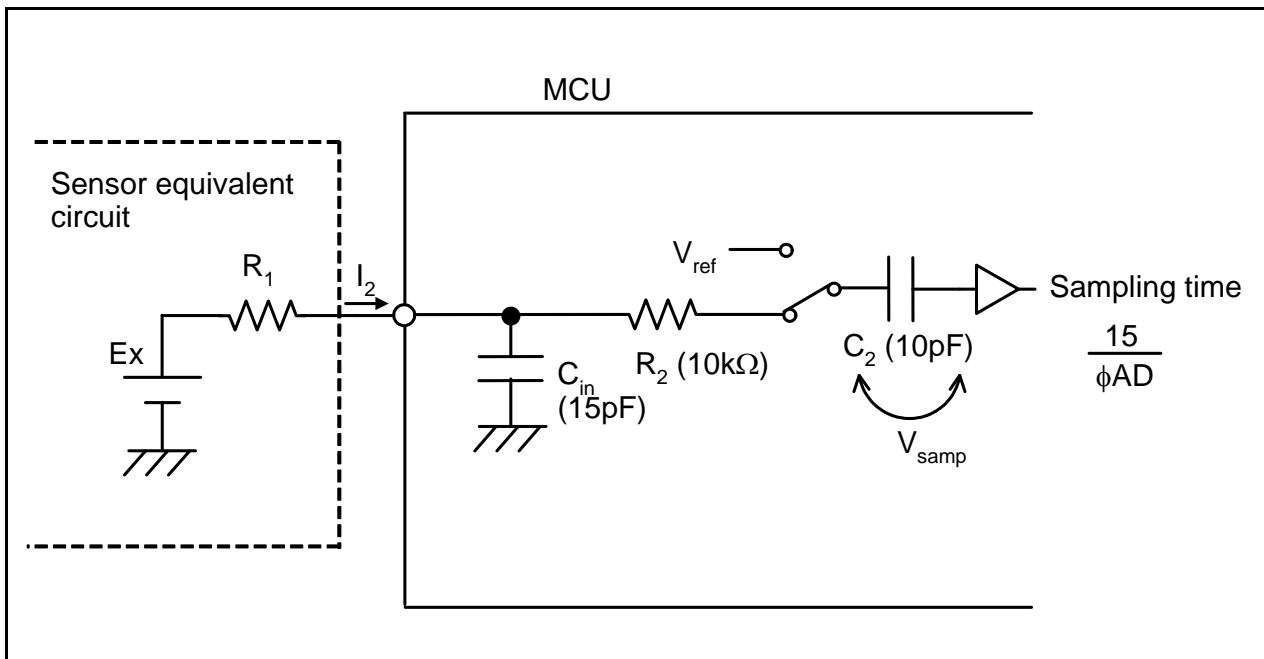 MCU
Sensor equivalent
circuit
R1
I2
Vref
Ex
Cin
(15pF)
R2 (10kΩ)
C2 (10pF)
Vsamp
Sampling time
15
ϕAD